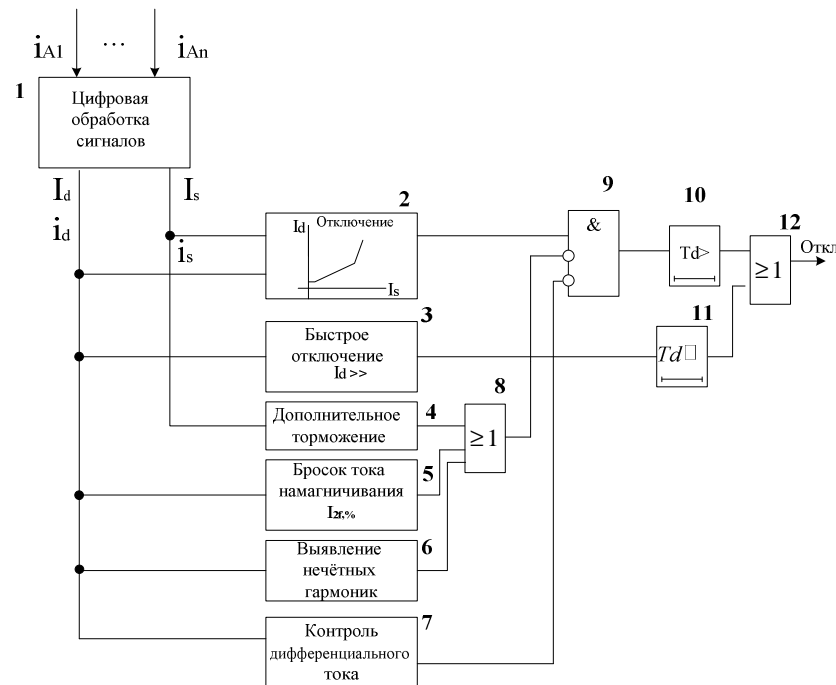 iA1 … iAn
1
Цифровая
обработка
сигналов
Id
Is
id
is
2
Id
Отключение
Is
3
Быстрое
отключение
Id >>
4
Дополнительное
торможение
5
Бросок тока
намагничивания
I2f,%
6
Выявление
нечётных
гармоник
7
Контроль
дифференциального
тока
8
≥1
9
&
10
Td>
11
Td□
12
≥1
Откл